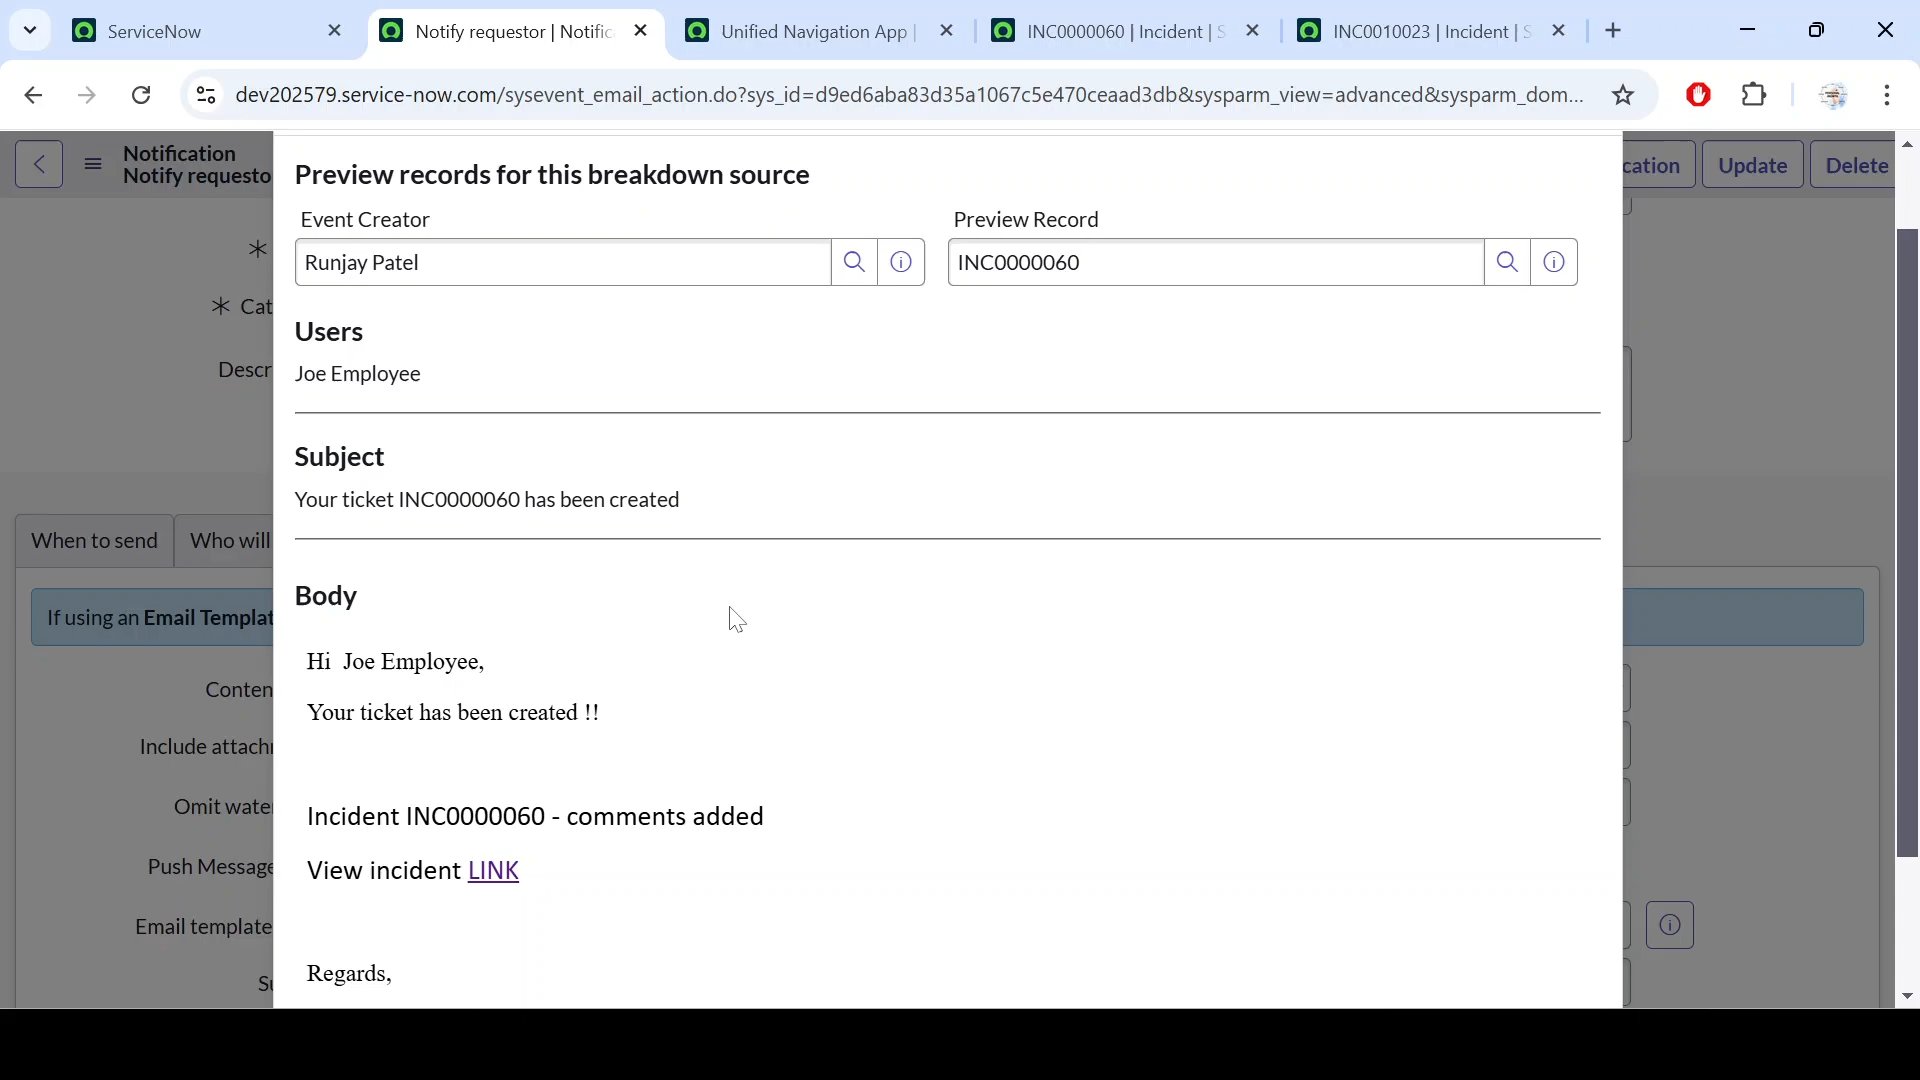 ServiceNow
Notify requestor | Notific
Unified Navigation App |
INC0000060 | Incident | S
INC0010023 | Incident | S
dev202579.service-now.com/sysevent_email_action.do?sys_id=d9ed6aba83d35a1067c5e470ceaad3db&sysparm_view=advanced&sysparm_dom...
Notification
Notify requesto
cation
Update
Delete
Preview records for this breakdown source
Event Creator
Preview Record
Runjay Patel
INC0000060
Users
Joe Employee
Subject
Your ticket INC0000060 has been created
Body
Hi Joe Employee,
Your ticket has been created !!
Incident INC0000060 - comments added
View incident LINK
Regards,
* Cat
Descr
When to send
Who will
If using an Email Templat
Conten
Include attach
Omit water
Push Message
Email template
Su